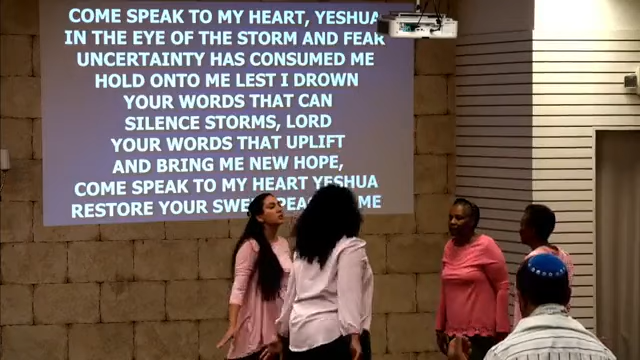 COME SPEAK TO MY HEART, YESHUA
IN THE EYE OF THE STORM AND FEAR
UNCERTAINTY HAS CONSUMED ME
HOLD ONTO ME LEST I DROWN
YOUR WORDS THAT CAN
SILENCE STORMS, LORD
YOUR WORDS THAT UPLIFT
AND BRING ME NEW HOPE,
COME SPEAK TO MY HEART YESHUA
RESTORE YOUR ME